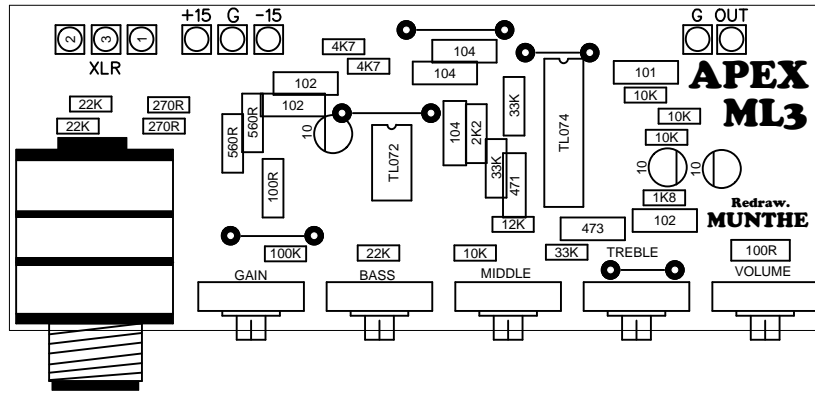 +15 G -15
G OUT
2 3 1
XLR
4K7
4K7
104
104
102
102
101
APEX
ML3
10K
10K
10K
22K
270R
22K
270R
560R
560R
10
TL072
104
2K2
33K
33K
471
TL074
100R
10
10
1K8
102
Redraw.
MUNTHE
12K
473
100K
22K
10K
33K
100R
GAIN
BASS
MIDDLE
TREBLE
VOLUME